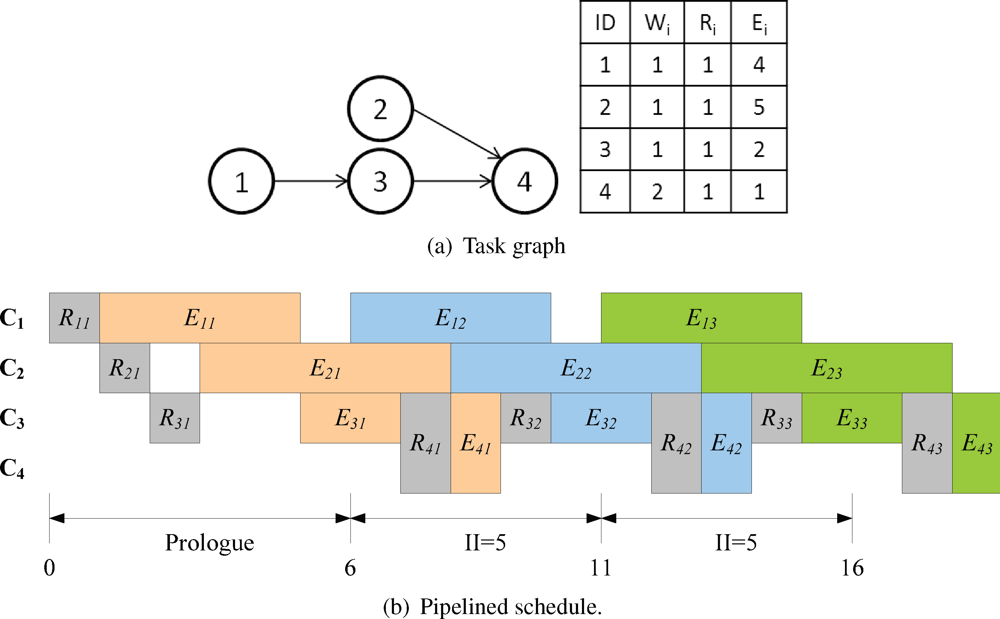 ID Wi Ri Ei
1 1 1 4
2 1 1 5
3 1 1 2
4 2 1 1
2
1 3 4
(a) Task graph
C1 R11 E11 E12 E13
C2 R21 E21 E22 E23
C3 R31 E31 R32 E32 R33 E33
R41 E41 R42 E42 R43 E43
C4
Prologue II=5 II=5
0 6 11 16
(b) Pipelined schedule.